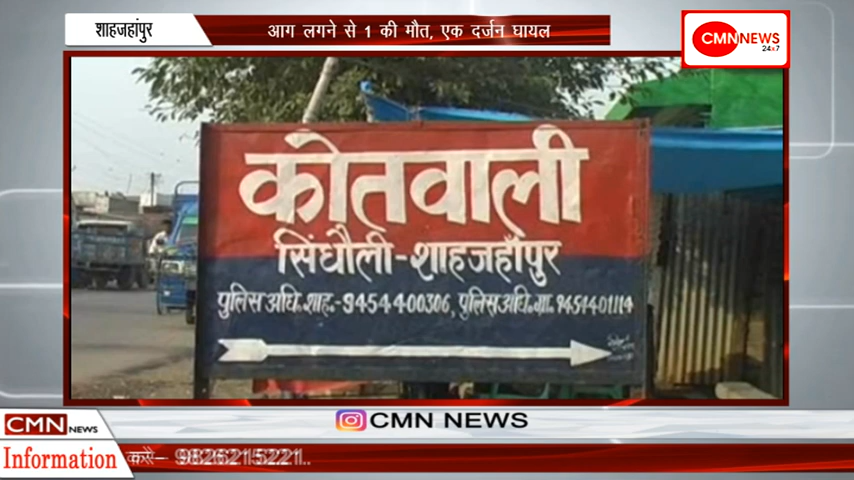 शाहजहांपुर
आग लगने से 1 की मौत, एक दर्जन घायल
CMN NEWS
24x7
कोतवाली
सिंधौली-शाहजहाँपुर
पुलिस अधि. शाह.-9454400306, पुलिस अधि. ग्रा. 9454401114
CMN NEWS
CMN NEWS
Information करें- 9826215221..